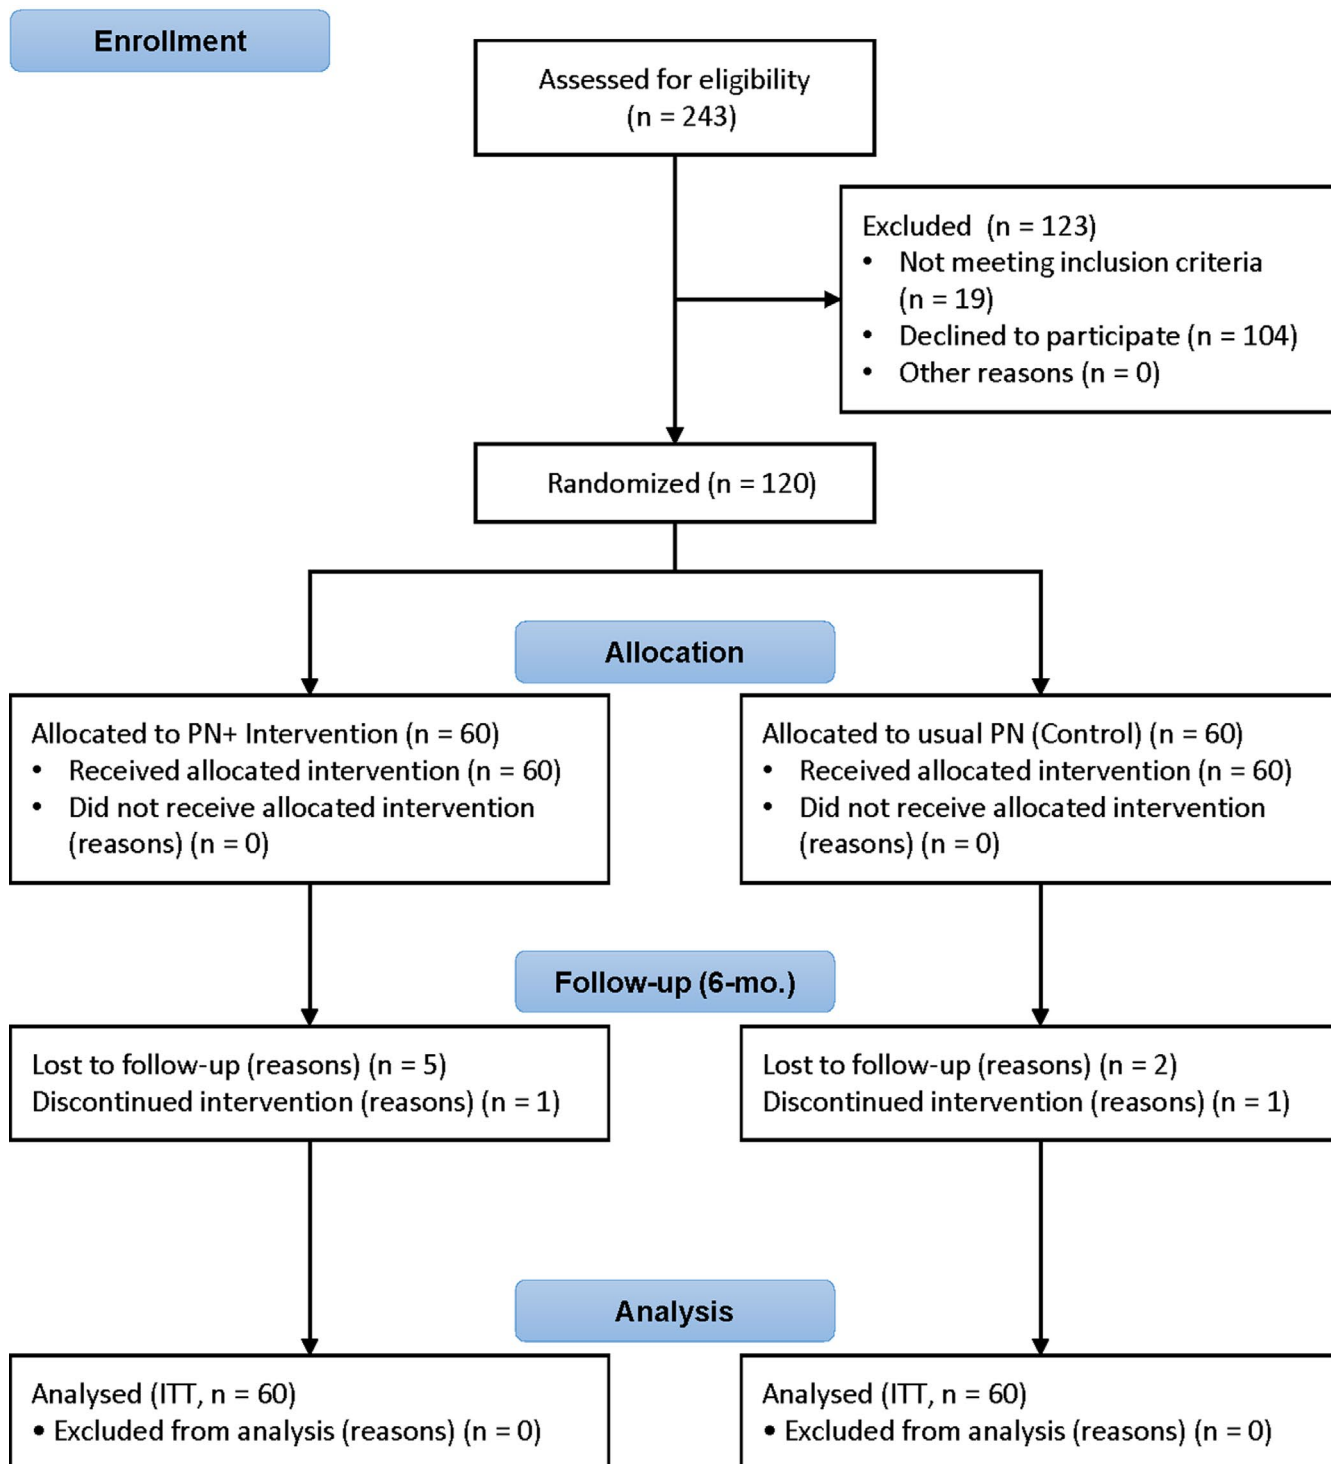 Enrollment
Assessed for eligibility
(n = 243)
Excluded (n = 123)
• Not meeting inclusion criteria
(n = 19)
• Declined to participate (n = 104)
• Other reasons (n = 0)
Randomized (n = 120)
Allocation
Allocated to PN+ Intervention (n = 60)
• Received allocated intervention (n = 60)
• Did not receive allocated intervention
(reasons) (n = 0)
Allocated to usual PN (Control) (n = 60)
• Received allocated intervention (n = 60)
• Did not receive allocated intervention
(reasons) (n = 0)
Follow-up (6-mo.)
Lost to follow-up (reasons) (n = 5)
Discontinued intervention (reasons) (n = 1)
Lost to follow-up (reasons) (n = 2)
Discontinued intervention (reasons) (n = 1)
Analysis
Analysed (ITT, n = 60)
• Excluded from analysis (reasons) (n = 0)
Analysed (ITT, n = 60)
• Excluded from analysis (reasons) (n = 0)